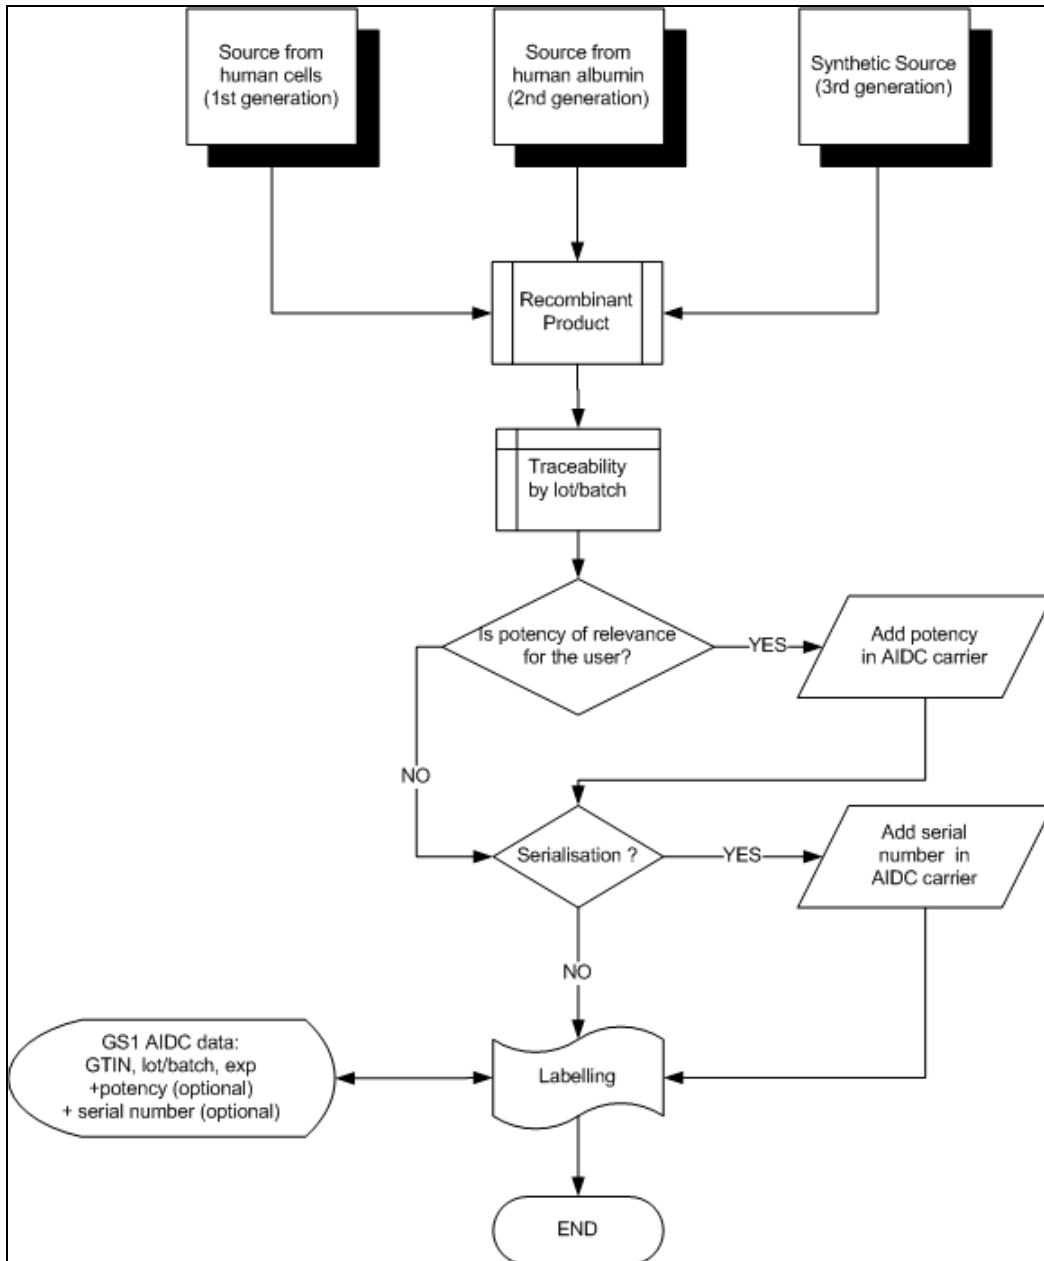 Source from
human cells
(1st generation)
Source from
human albumin
(2nd generation)
Synthetic Source
(3rd generation)
Recombinant
Product
Traceability
by lot/batch
Is potency of relevance
for the user?
YES
Add potency
in AIDC carrier
NO
Serialisation ?
YES
Add serial
number in
AIDC carrier
NO
GS1 AIDC data:
GTIN, lot/batch, exp
+potency (optional)
+ serial number (optional)
Labelling
END